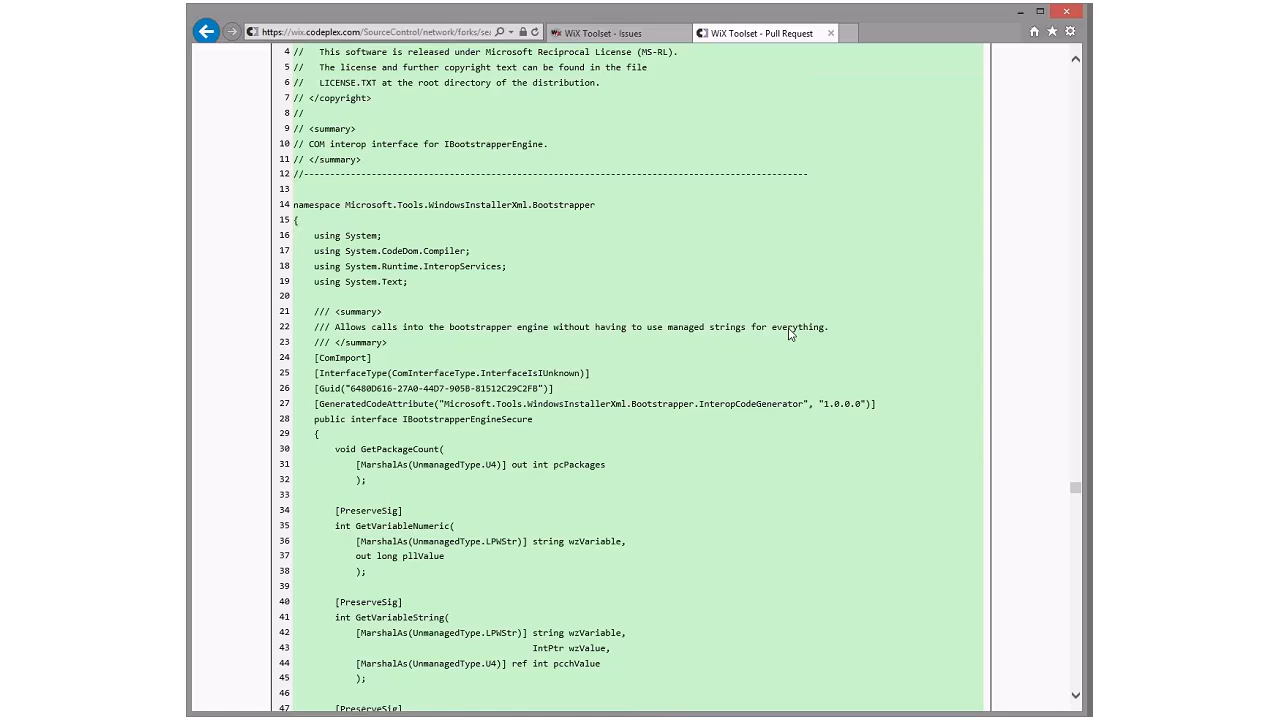 https://wix.codeplex.com/SourceControl/network/forks/sea
WiX Toolset - Issues
WiX Toolset - Pull Request
4 //   This software is released under Microsoft Reciprocal License (MS-RL).
5 //   The license and further copyright text can be found in the file
6 //   LICENSE.TXT at the root directory of the distribution.
7 // </copyright>
8 //
9 // <summary>
10 // COM interop interface for IBootstrapperEngine.
11 // </summary>
12 //-------------------------------------------------------------------------------------------------
13
14 namespace Microsoft.Tools.WindowsInstallerXml.Bootstrapper
15 {
16     using System;
17     using System.CodeDom.Compiler;
18     using System.Runtime.InteropServices;
19     using System.Text;
20
21     /// <summary>
22     /// Allows calls into the bootstrapper engine without having to use managed strings for everything.
23     /// </summary>
24     [ComImport]
25     [InterfaceType(ComInterfaceType.InterfaceIsIUnknown)]
26     [Guid("6480D616-27A0-44D7-905B-81512C29C2FB")]
27     [GeneratedCodeAttribute("Microsoft.Tools.WindowsInstallerXml.Bootstrapper.InteropCodeGenerator", "1.0.0.0")]
28     public interface IBootstrapperEngineSecure
29     {
30         void GetPackageCount(
31             [MarshalAs(UnmanagedType.U4)] out int pcPackages
32             );
33
34         [PreserveSig]
35         int GetVariableNumeric(
36             [MarshalAs(UnmanagedType.LPWStr)] string wzVariable,
37             out long pllValue
38             );
39
40         [PreserveSig]
41         int GetVariableString(
42             [MarshalAs(UnmanagedType.LPWStr)] string wzVariable,
43                                               IntPtr wzValue,
44             [MarshalAs(UnmanagedType.U4)] ref int pcchValue
45             );
46
47         [PreserveSig]